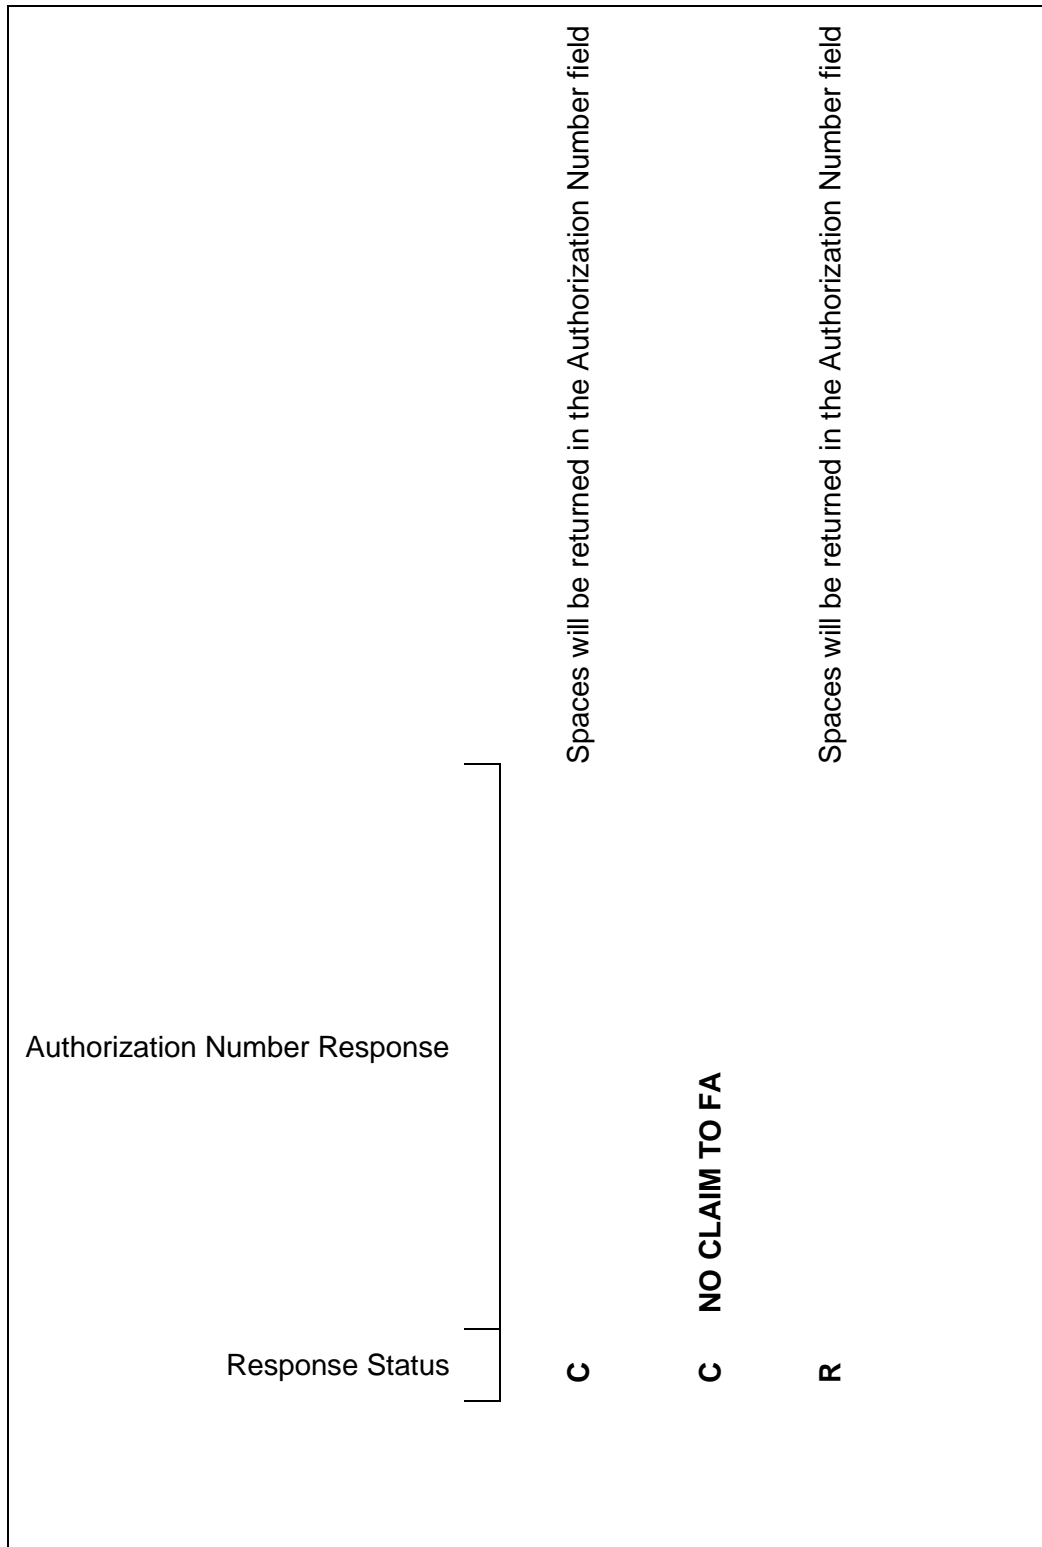 Response Status
Authorization Number Response
C Spaces will be returned in the Authorization Number field
C NO CLAIM TO FA
R Spaces will be returned in the Authorization Number field